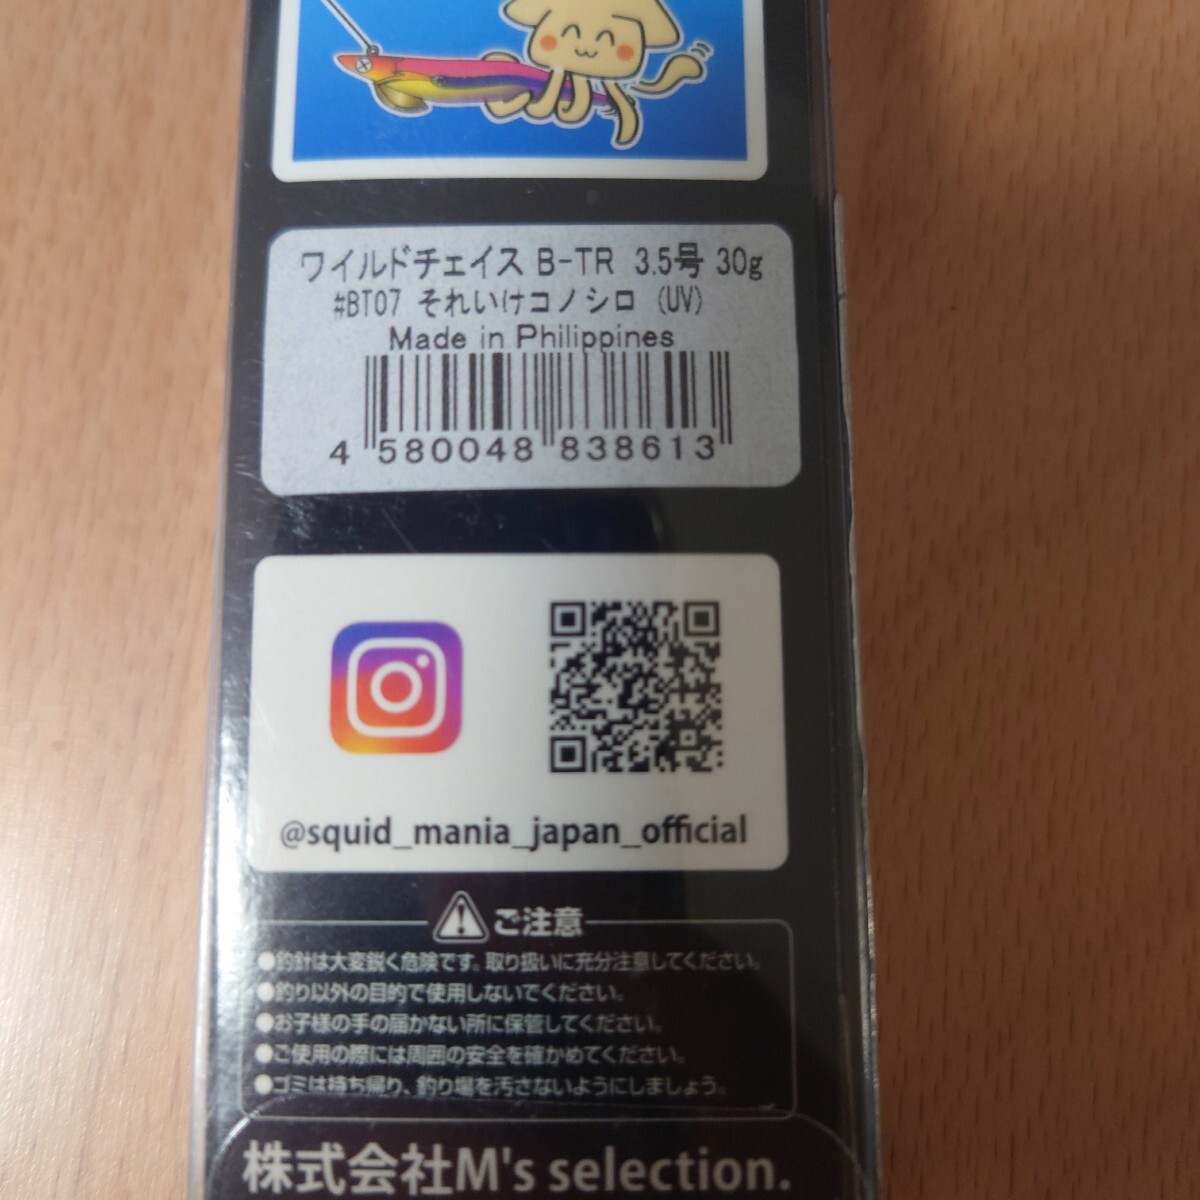 ワイルドチェイス B-TR 3.5号 30g
#BT07 それいけコノシロ (UV)
Made in Philippines
4 580048 838613
@squid_mania_japan_official
ご注意
●釣針は大変鋭く危険です。取り扱いに充分注意してください。
●釣り以外の目的で使用しないでください。
●お子様の手の届かない所に保管してください。
●ご使用の際には周囲の安全を確かめてください。
●ゴミは持ち帰り、釣り場を汚さないようにしましょう。
株式会社M's selection.